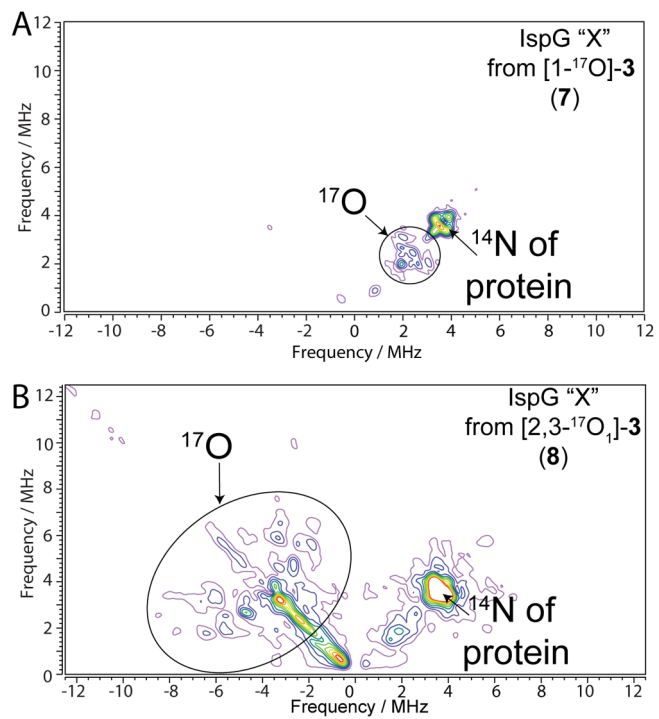 A
12
10
8
6
4
2
0
Frequency / MHz
IspG “X”
from [1-¹⁷O]-3
(7)
¹⁷O
¹⁴N of
protein
-12 -10 -8 -6 -4 -2 0 2 4 6 8 10 12
Frequency / MHz
B
12
10
8
6
4
2
0
Frequency / MHz
IspG “X”
from [2,3-¹⁷O₁]-3
(8)
¹⁷O
¹⁴N of
protein
-12 -10 -8 -6 -4 -2 0 2 4 6 8 10 12
Frequency / MHz